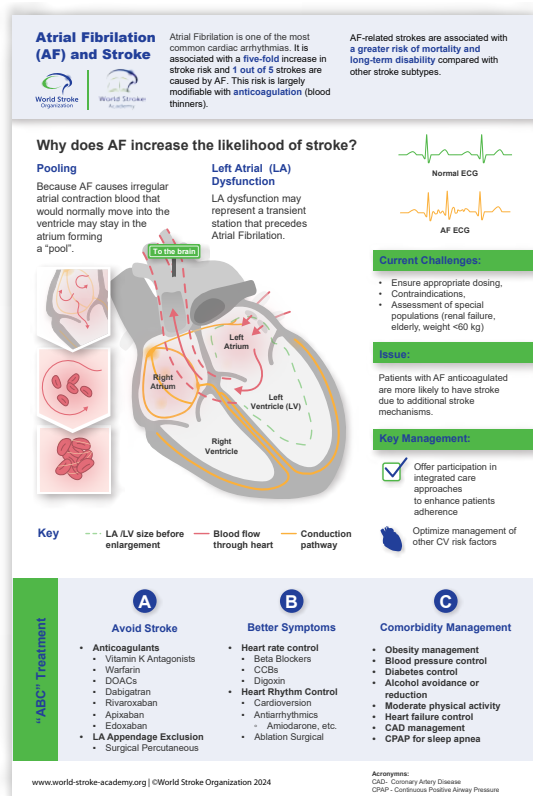 Atrial Fibrilation
(AF) and Stroke
World Stroke
Organization
World Stroke
Academy
Atrial Fibrilation is one of the most
common cardiac arrhythmias. It is
associated with a five-fold increase in
stroke risk and 1 out of 5 strokes are
caused by AF. This risk is largely
modifiable with anticoagulation (blood
thinners).
AF-related strokes are associated with
a greater risk of mortality and
long-term disability compared with
other stroke subtypes.
Why does AF increase the likelihood of stroke?
Pooling
Because AF causes irregular
atrial contraction blood that
would normally move into the
ventricle may stay in the
atrium forming
a “pool”.
Left Atrial (LA)
Dysfunction
LA dysfunction may
represent a transient
station that precedes
Atrial Fibrilation.
To the brain
Left
Atrium
Right
Atrium
Left
Ventricle (LV)
Right
Ventricle
Normal ECG
AF ECG
Current Challenges:
• Ensure appropriate dosing,
• Contraindications,
• Assessment of special
populations (renal failure,
elderly, weight <60 kg)
Issue:
Patients with AF anticoagulated
are more likely to have stroke
due to additional stroke
mechanisms.
Key Management:
Offer participation in
integrated care
approaches
to enhance patients
adherence
Optimize management of
other CV risk factors
Key
LA /LV size before
enlargement
Blood flow
through heart
Conduction
pathway
“ABC” Treatment
A
Avoid Stroke
• Anticoagulants
• Vitamin K Antagonists
• Warfarin
• DOACs
• Dabigatran
• Rivaroxaban
• Apixaban
• Edoxaban
• LA Appendage Exclusion
• Surgical Percutaneous
B
Better Symptoms
• Heart rate control
• Beta Blockers
• CCBs
• Digoxin
• Heart Rhythm Control
• Cardioversion
• Antiarrhythmics
◦ Amiodarone, etc.
• Ablation Surgical
C
Comorbidity Management
• Obesity management
• Blood pressure control
• Diabetes control
• Alcohol avoidance or
reduction
• Moderate physical activity
• Heart failure control
• CAD management
• CPAP for sleep apnea
www.world-stroke-academy.org | ©World Stroke Organization 2024
Acronymns:
CAD- Coronary Artery Disease
CPAP - Continuous Positive Airway Pressure